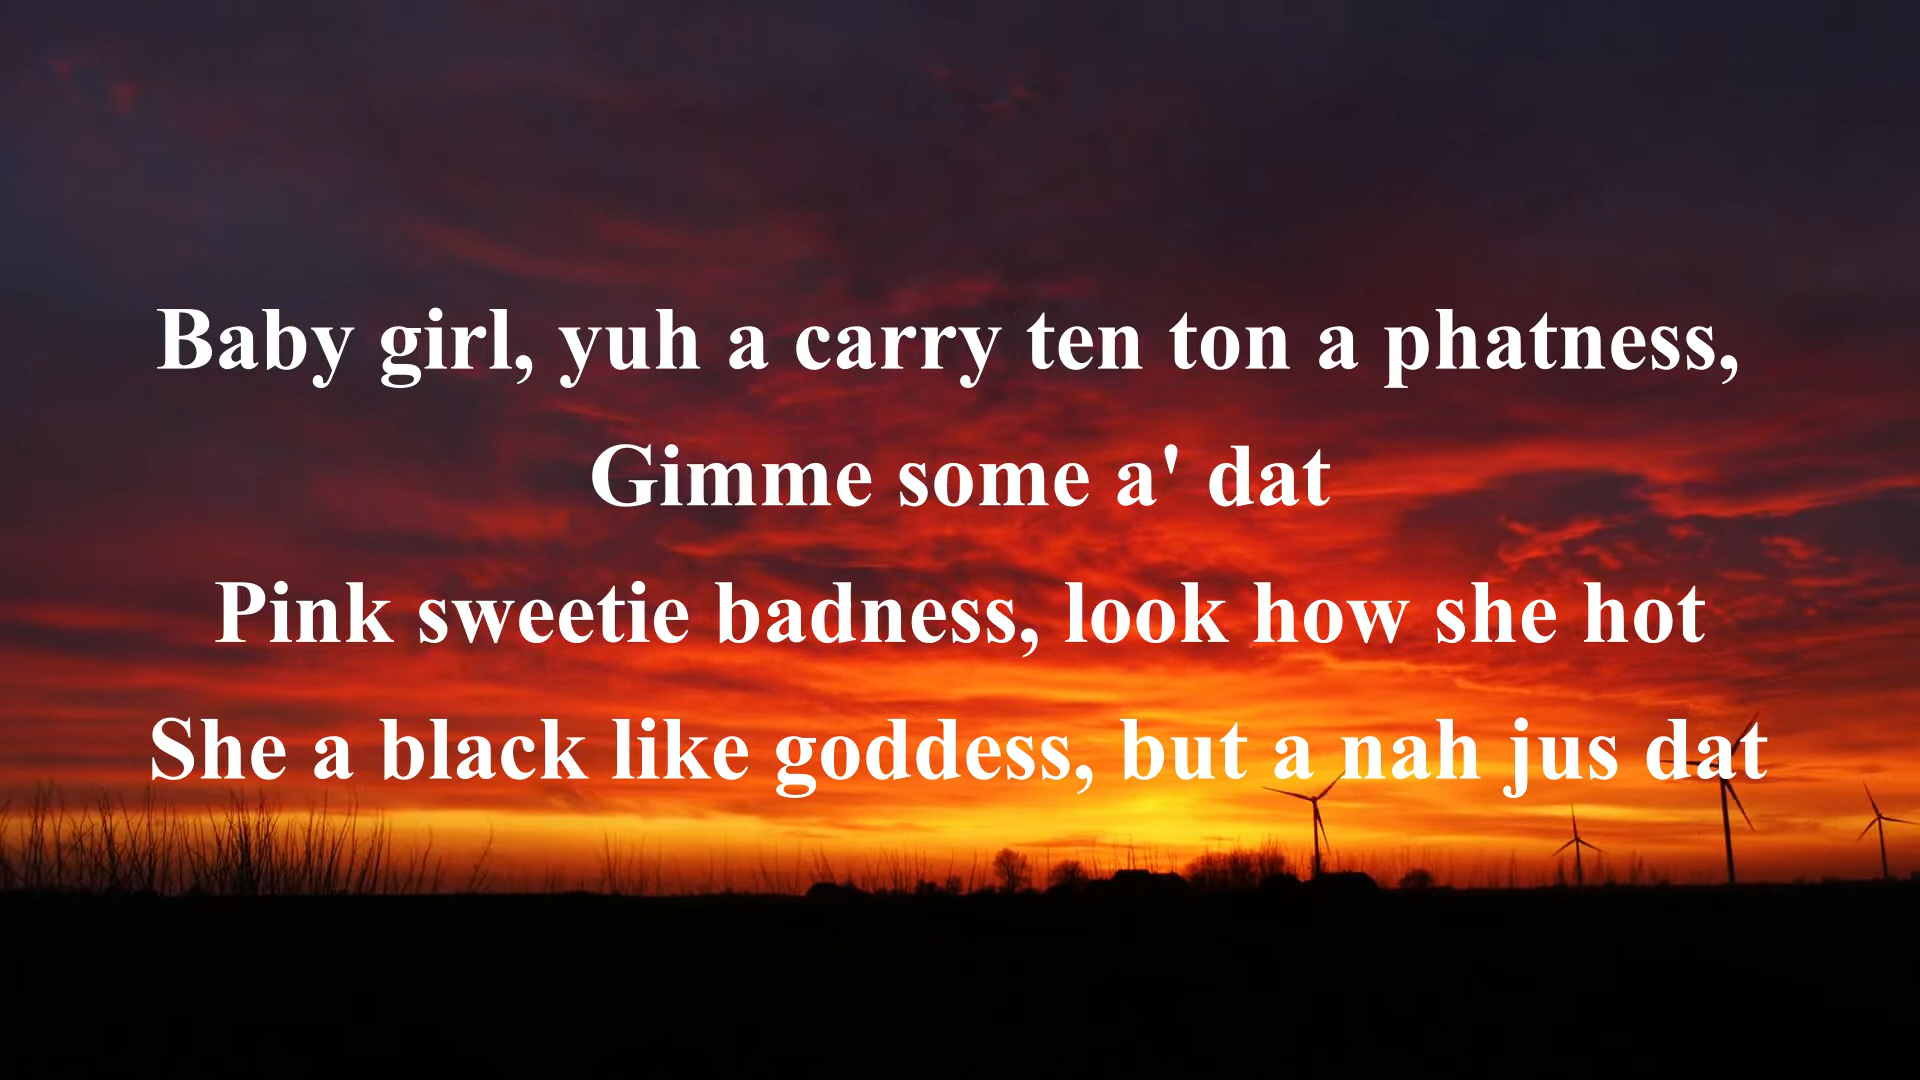 Baby girl, yuh a carry ten ton a phatness,
Gimme some a' dat
Pink sweetie badness, look how she hot
She a black like goddess, but a nah jus dat